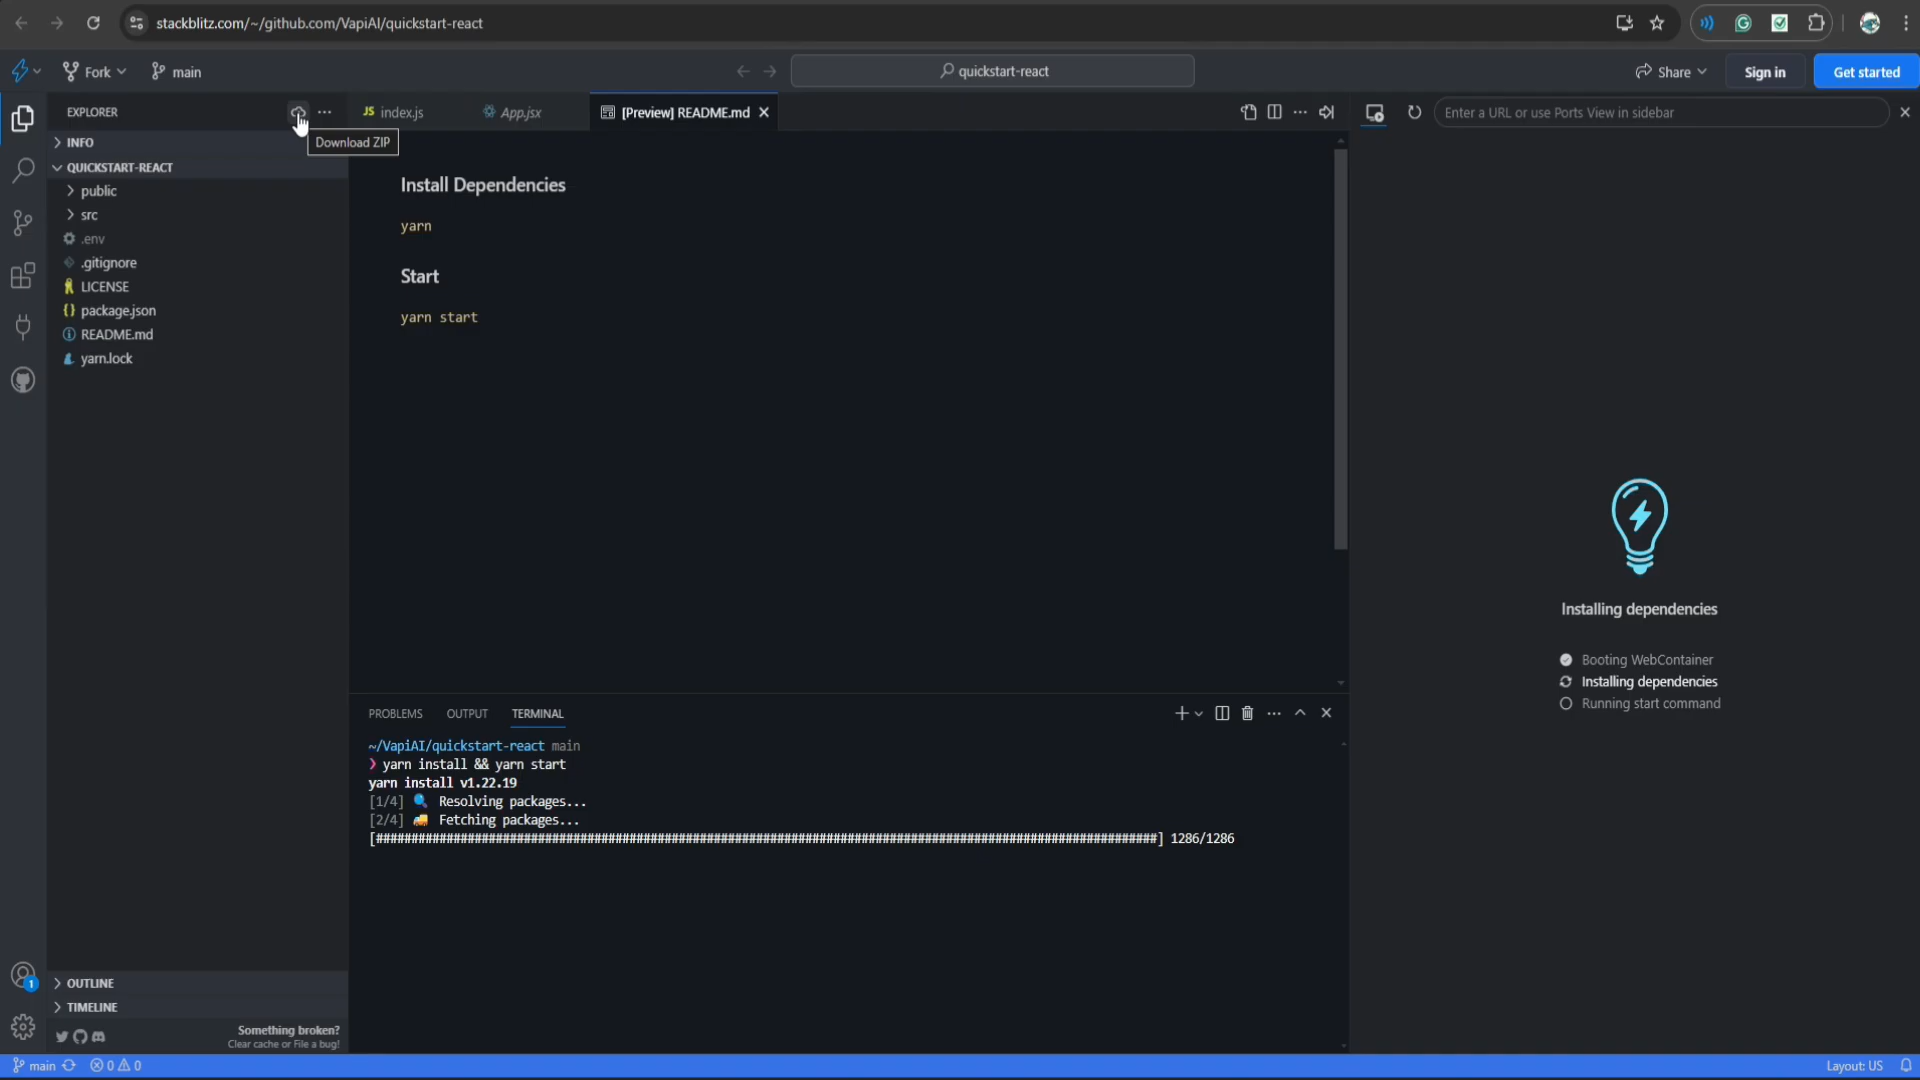 stackblitz.com/~/github.com/VapiAI/quickstart-react
Fork
main
quickstart-react
Share
Sign in
Get started
EXPLORER
JS index.js
App.jsx
[Preview] README.md
Enter a URL or use Ports View in sidebar
Download ZIP
INFO
QUICKSTART-REACT
public
src
.env
.gitignore
LICENSE
{} package.json
README.md
yarn.lock
Install Dependencies
yarn
Start
yarn start
Installing dependencies
Booting WebContainer
Installing dependencies
Running start command
PROBLEMS
OUTPUT
TERMINAL
~/VapiAI/quickstart-react main
❯ yarn install && yarn start
yarn install v1.22.19
[1/4] 🔍 Resolving packages...
[2/4] 🚚 Fetching packages...
[################################################################################################################] 1286/1286
1
OUTLINE
TIMELINE
Something broken?
Clear cache or File a bug!
main
0
0
Layout: US